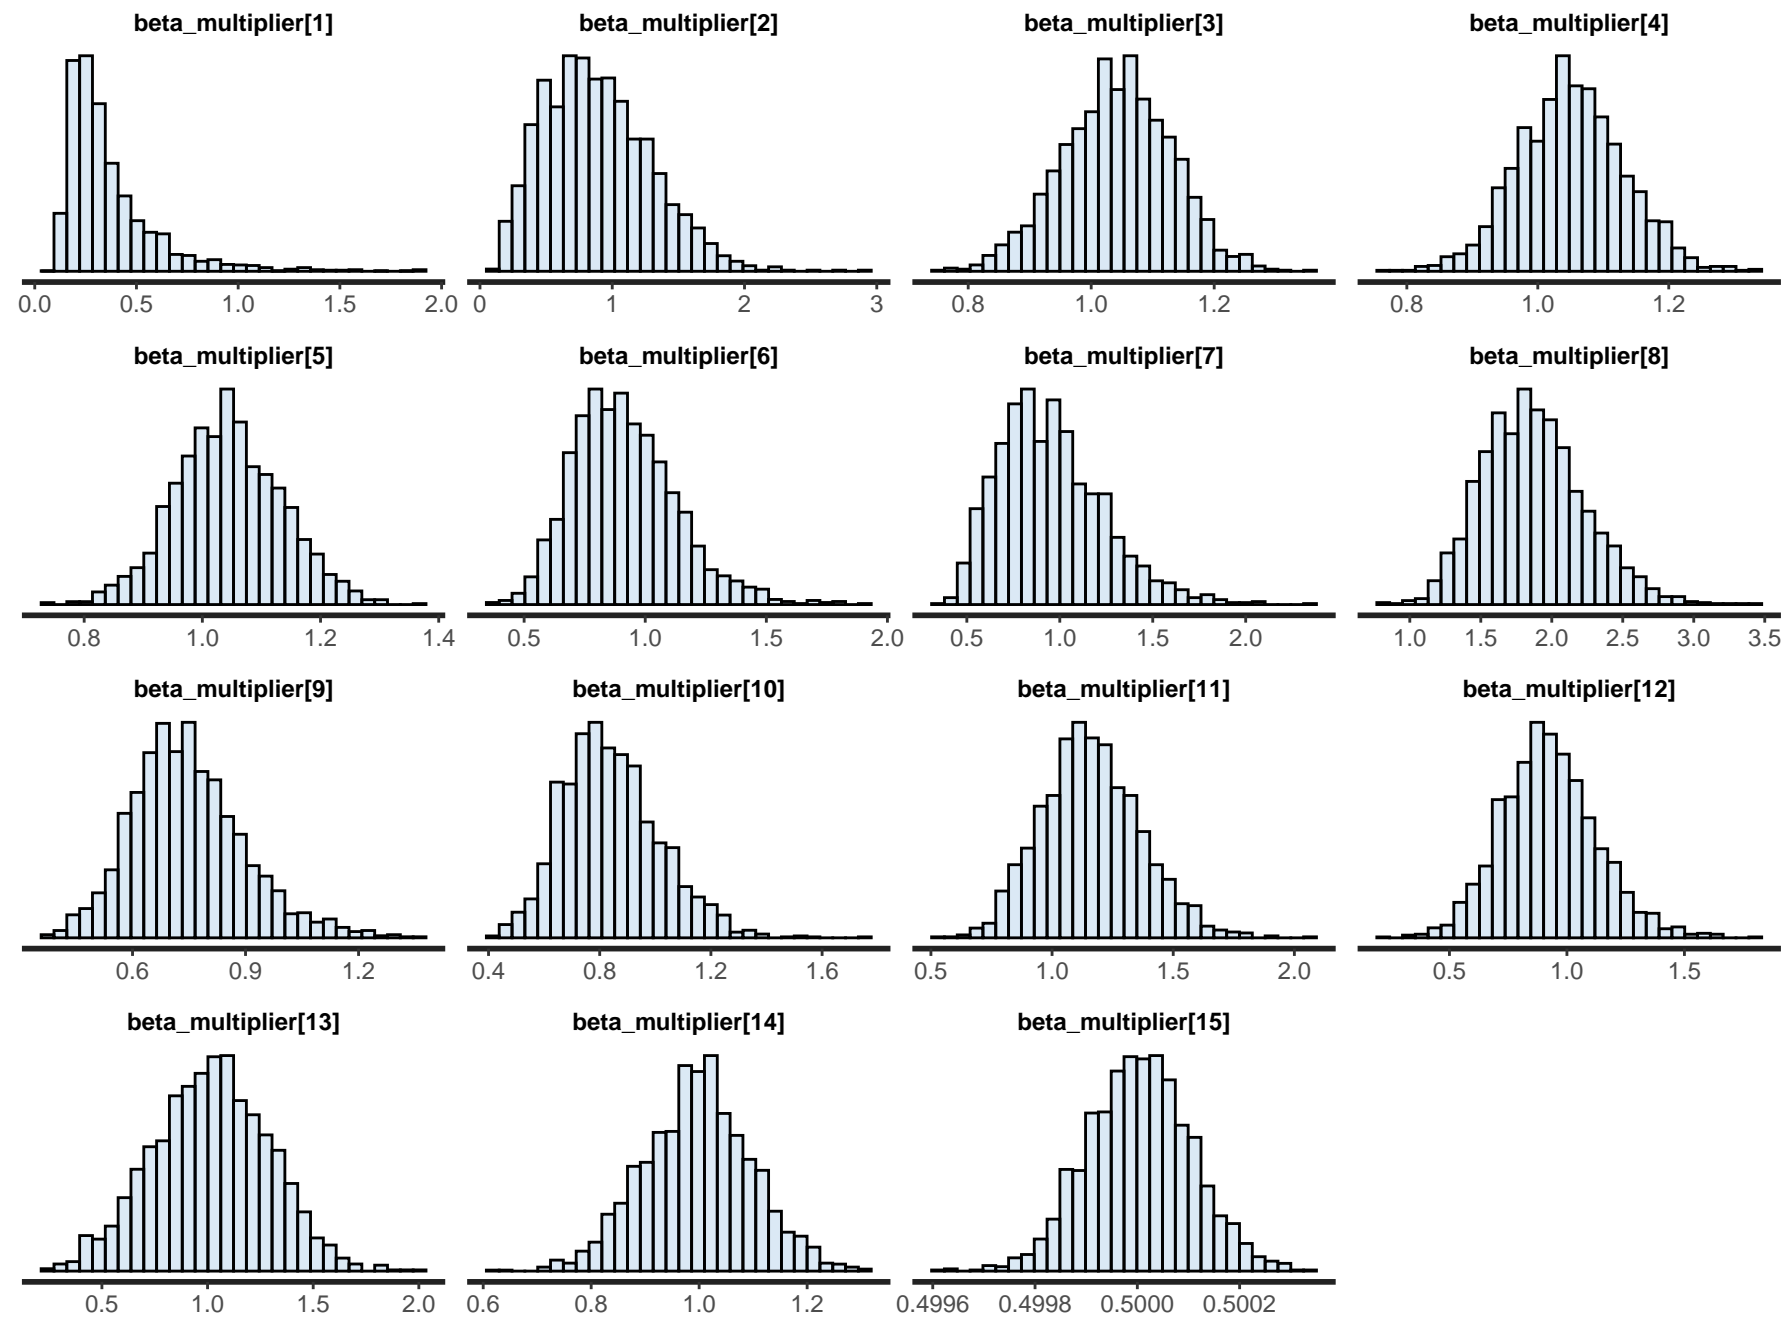 beta_multiplier[1] beta_multiplier[2] beta_multiplier[3] beta_multiplier[4]
0.0 0.5 1.0 1.5 2.0 0 1 2 3 0.8 1.0 1.2 0.8 1.0 1.2
beta_multiplier[5] beta_multiplier[6] beta_multiplier[7] beta_multiplier[8]
0.8 1.0 1.2 1.4 0.5 1.0 1.5 2.0 0.5 1.0 1.5 2.0 1.0 1.5 2.0 2.5 3.0 3.5
beta_multiplier[9] beta_multiplier[10] beta_multiplier[11] beta_multiplier[12]
0.6 0.9 1.2 0.4 0.8 1.2 1.6 0.5 1.0 1.5 2.0 0.5 1.0 1.5
beta_multiplier[13] beta_multiplier[14] beta_multiplier[15]
0.5 1.0 1.5 2.0 0.6 0.8 1.0 1.2 0.4996 0.4998 0.5000 0.5002